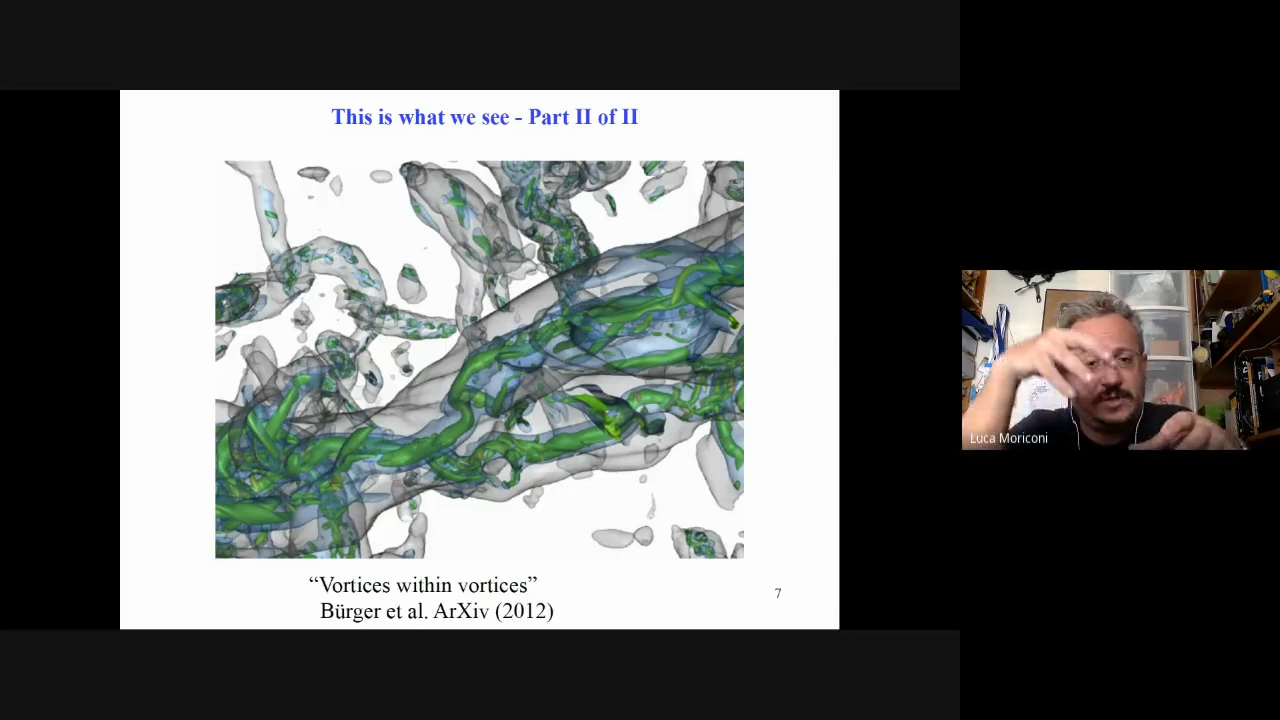 This is what we see - Part II of II
“Vortices within vortices”
Bürger et al. ArXiv (2012)
7
Luca Moriconi